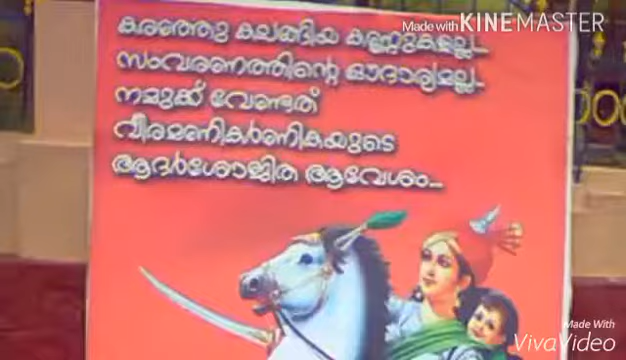 Made with KINEMASTER
കരഞ്ഞു കലങ്ങിയ കണ്ണുകളല്ല...
സംവരണത്തിന്റെ ഔദാര്യമല്ല...
നമുക്ക് വേണ്ടത്
വീരമണികർണികയുടെ
ആദർശോജിത ആവേശം...
Made With
VivaVideo